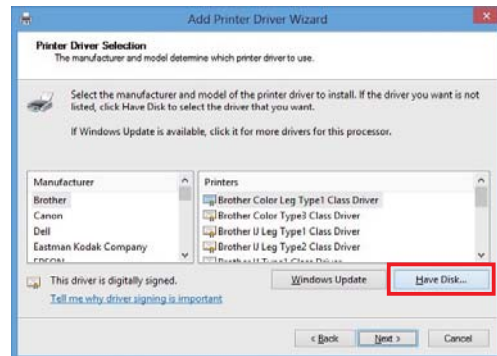 Add Printer Driver Wizard
Printer Driver Selection
The manufacturer and model determine which printer driver to use.
Select the manufacturer and model of the printer driver to install. If the driver you want is not
listed, click Have Disk to select the driver that you want.
If Windows Update is available, click it for more drivers for this processor.
Manufacturer
Brother
Canon
Dell
Eastman Kodak Company
EPSON
Printers
Brother Color Leg Type1 Class Driver
Brother Color Type3 Class Driver
Brother IJ Leg Type1 Class Driver
Brother IJ Leg Type2 Class Driver
This driver is digitally signed.
Tell me why driver signing is important
Windows Update
Have Disk...
< Back
Next >
Cancel